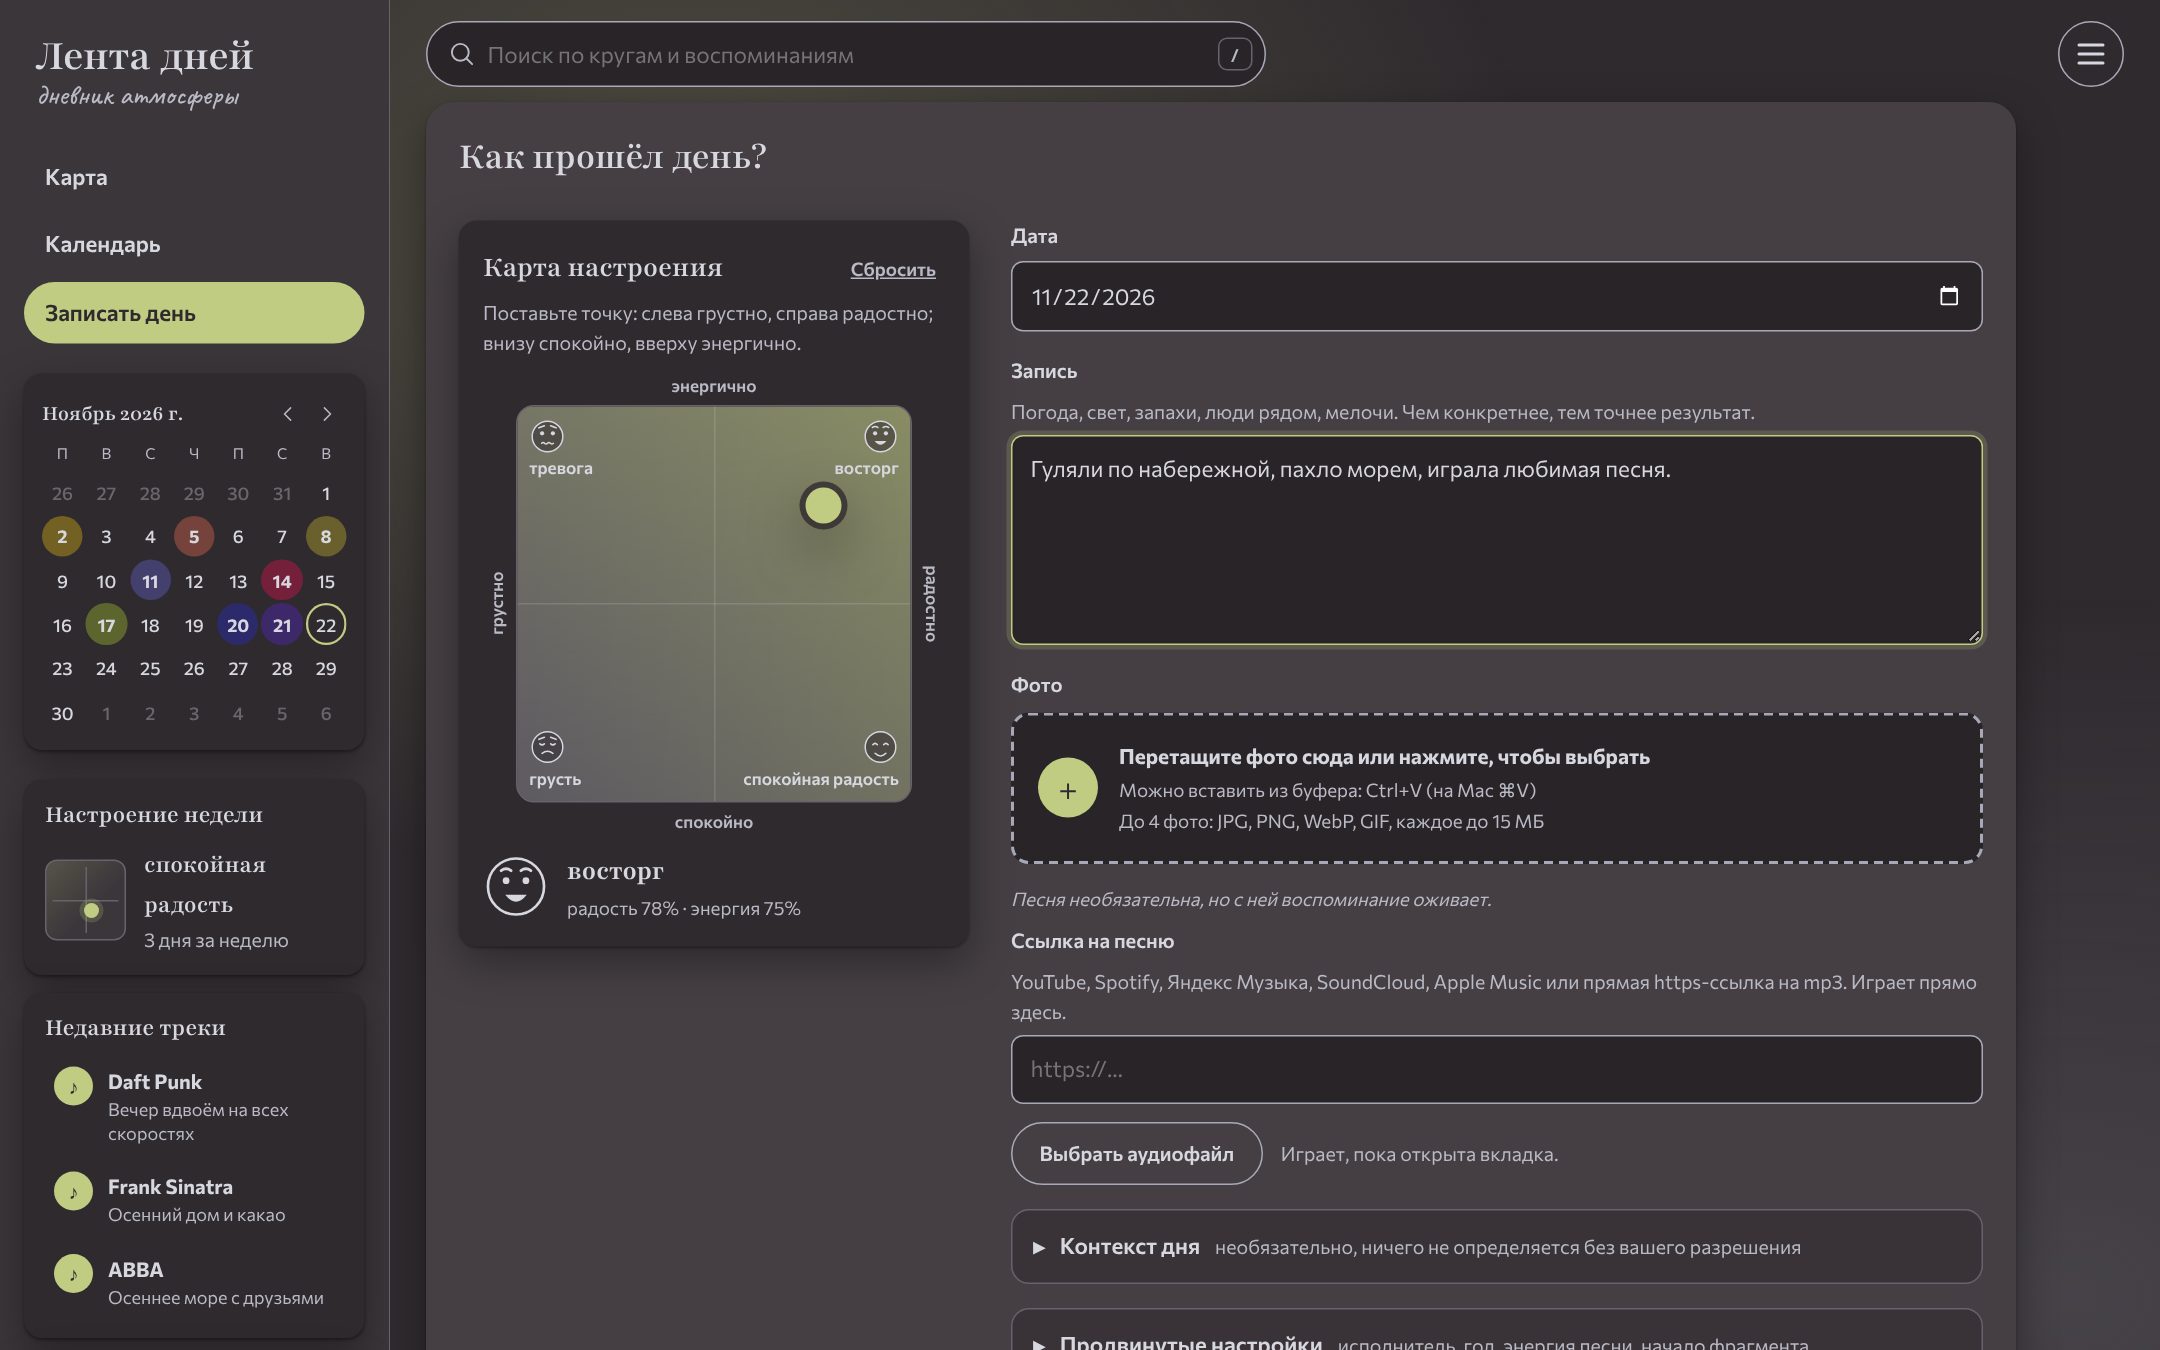 Лента дней
дневник атмосферы
Карта
Календарь
Записать день
Ноябрь 2026 г.
П В С Ч П С В
26 27 28 29 30 31 1
2 3 4 5 6 7 8
9 10 11 12 13 14 15
16 17 18 19 20 21 22
23 24 25 26 27 28 29
30 1 2 3 4 5 6
Настроение недели
спокойная
радость
3 дня за неделю
Недавние треки
Daft Punk
Вечер вдвоём на всех
скоростях
Frank Sinatra
Осенний дом и какао
ABBA
Осеннее море с друзьями
Поиск по кругам и воспоминаниям
/
Как прошёл день?
Карта настроения
Сбросить
Поставьте точку: слева грустно, справа радостно;
внизу спокойно, вверху энергично.
энергично
тревога
восторг
грустно
радостно
грусть
спокойная радость
спокойно
восторг
радость 78% · энергия 75%
Дата
11/22/2026
Запись
Погода, свет, запахи, люди рядом, мелочи. Чем конкретнее, тем точнее результат.
Гуляли по набережной, пахло морем, играла любимая песня.
Фото
+
Перетащите фото сюда или нажмите, чтобы выбрать
Можно вставить из буфера: Ctrl+V (на Mac ⌘V)
До 4 фото: JPG, PNG, WebP, GIF, каждое до 15 МБ
Песня необязательна, но с ней воспоминание оживает.
Ссылка на песню
YouTube, Spotify, Яндекс Музыка, SoundCloud, Apple Music или прямая https-ссылка на mp3. Играет прямо
здесь.
https://...
Выбрать аудиофайл
Играет, пока открыта вкладка.
Контекст дня необязательно, ничего не определяется без вашего разрешения
Продвинутые настройки исполнитель, год, энергия песни, начало фрагмента